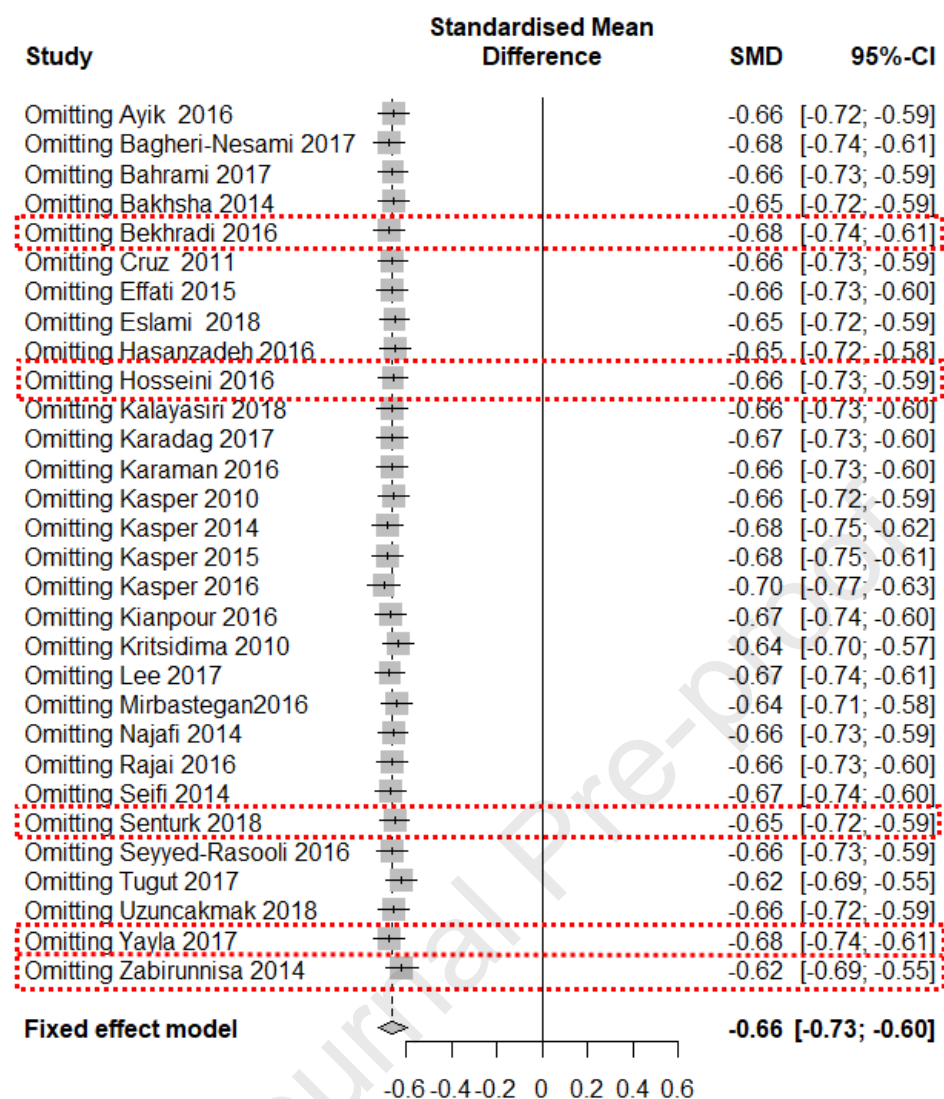 Standardised Mean
Study Difference SMD 95%-CI
Omitting Ayik 2016 -0.66 [-0.72; -0.59]
Omitting Bagheri-Nesami 2017 -0.68 [-0.74; -0.61]
Omitting Bahrami 2017 -0.66 [-0.73; -0.59]
Omitting Bakhsha 2014 -0.65 [-0.72; -0.59]
Omitting Bekhradi 2016 -0.68 [-0.74; -0.61]
Omitting Cruz 2011 -0.66 [-0.73; -0.59]
Omitting Effati 2015 -0.66 [-0.73; -0.60]
Omitting Eslami 2018 -0.65 [-0.72; -0.59]
Omitting Hasanzadeh 2016 -0.65 [-0.72; -0.58]
Omitting Hosseini 2016 -0.66 [-0.73; -0.59]
Omitting Kalayasiri 2018 -0.66 [-0.73; -0.60]
Omitting Karadag 2017 -0.67 [-0.73; -0.60]
Omitting Karaman 2016 -0.66 [-0.73; -0.60]
Omitting Kasper 2010 -0.66 [-0.72; -0.59]
Omitting Kasper 2014 -0.68 [-0.75; -0.62]
Omitting Kasper 2015 -0.68 [-0.75; -0.61]
Omitting Kasper 2016 -0.70 [-0.77; -0.63]
Omitting Kianpour 2016 -0.67 [-0.74; -0.60]
Omitting Kritsidima 2010 -0.64 [-0.70; -0.57]
Omitting Lee 2017 -0.67 [-0.74; -0.61]
Omitting Mirbastegan2016 -0.64 [-0.71; -0.58]
Omitting Najafi 2014 -0.66 [-0.73; -0.59]
Omitting Rajai 2016 -0.66 [-0.73; -0.60]
Omitting Seifi 2014 -0.67 [-0.74; -0.60]
Omitting Senturk 2018 -0.65 [-0.72; -0.59]
Omitting Seyyed-Rasooli 2016 -0.66 [-0.73; -0.59]
Omitting Tugut 2017 -0.62 [-0.69; -0.55]
Omitting Uzuncakmak 2018 -0.66 [-0.72; -0.59]
Omitting Yayla 2017 -0.68 [-0.74; -0.61]
Omitting Zabirunnisa 2014 -0.62 [-0.69; -0.55]
Fixed effect model -0.66 [-0.73; -0.60]
-0.6 -0.4 -0.2 0 0.2 0.4 0.6
urnal Pre-proof